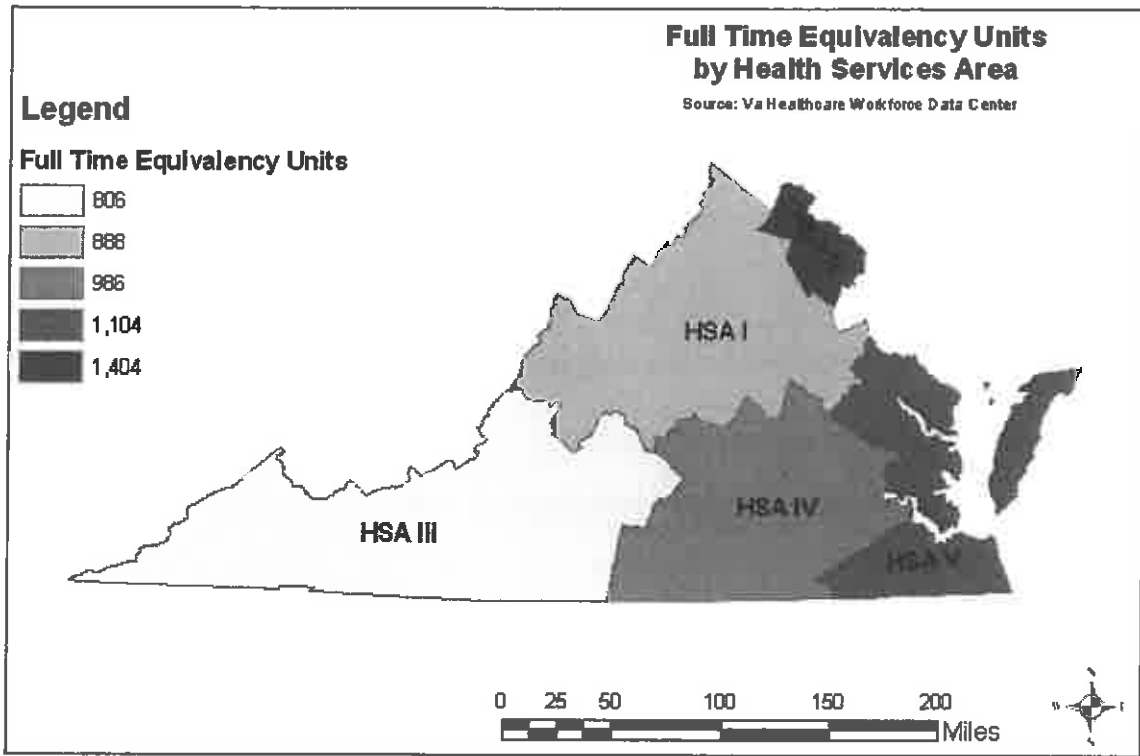 Full Time Equivalency Units
by Health Services Area
Source: Va Healthcare Workforce Data Center
Legend
Full Time Equivalency Units
806
888
986
1,104
1,404
HSA I
HSA III
HSA IV
HSA V
0 25 50 100 150 200
Miles
W